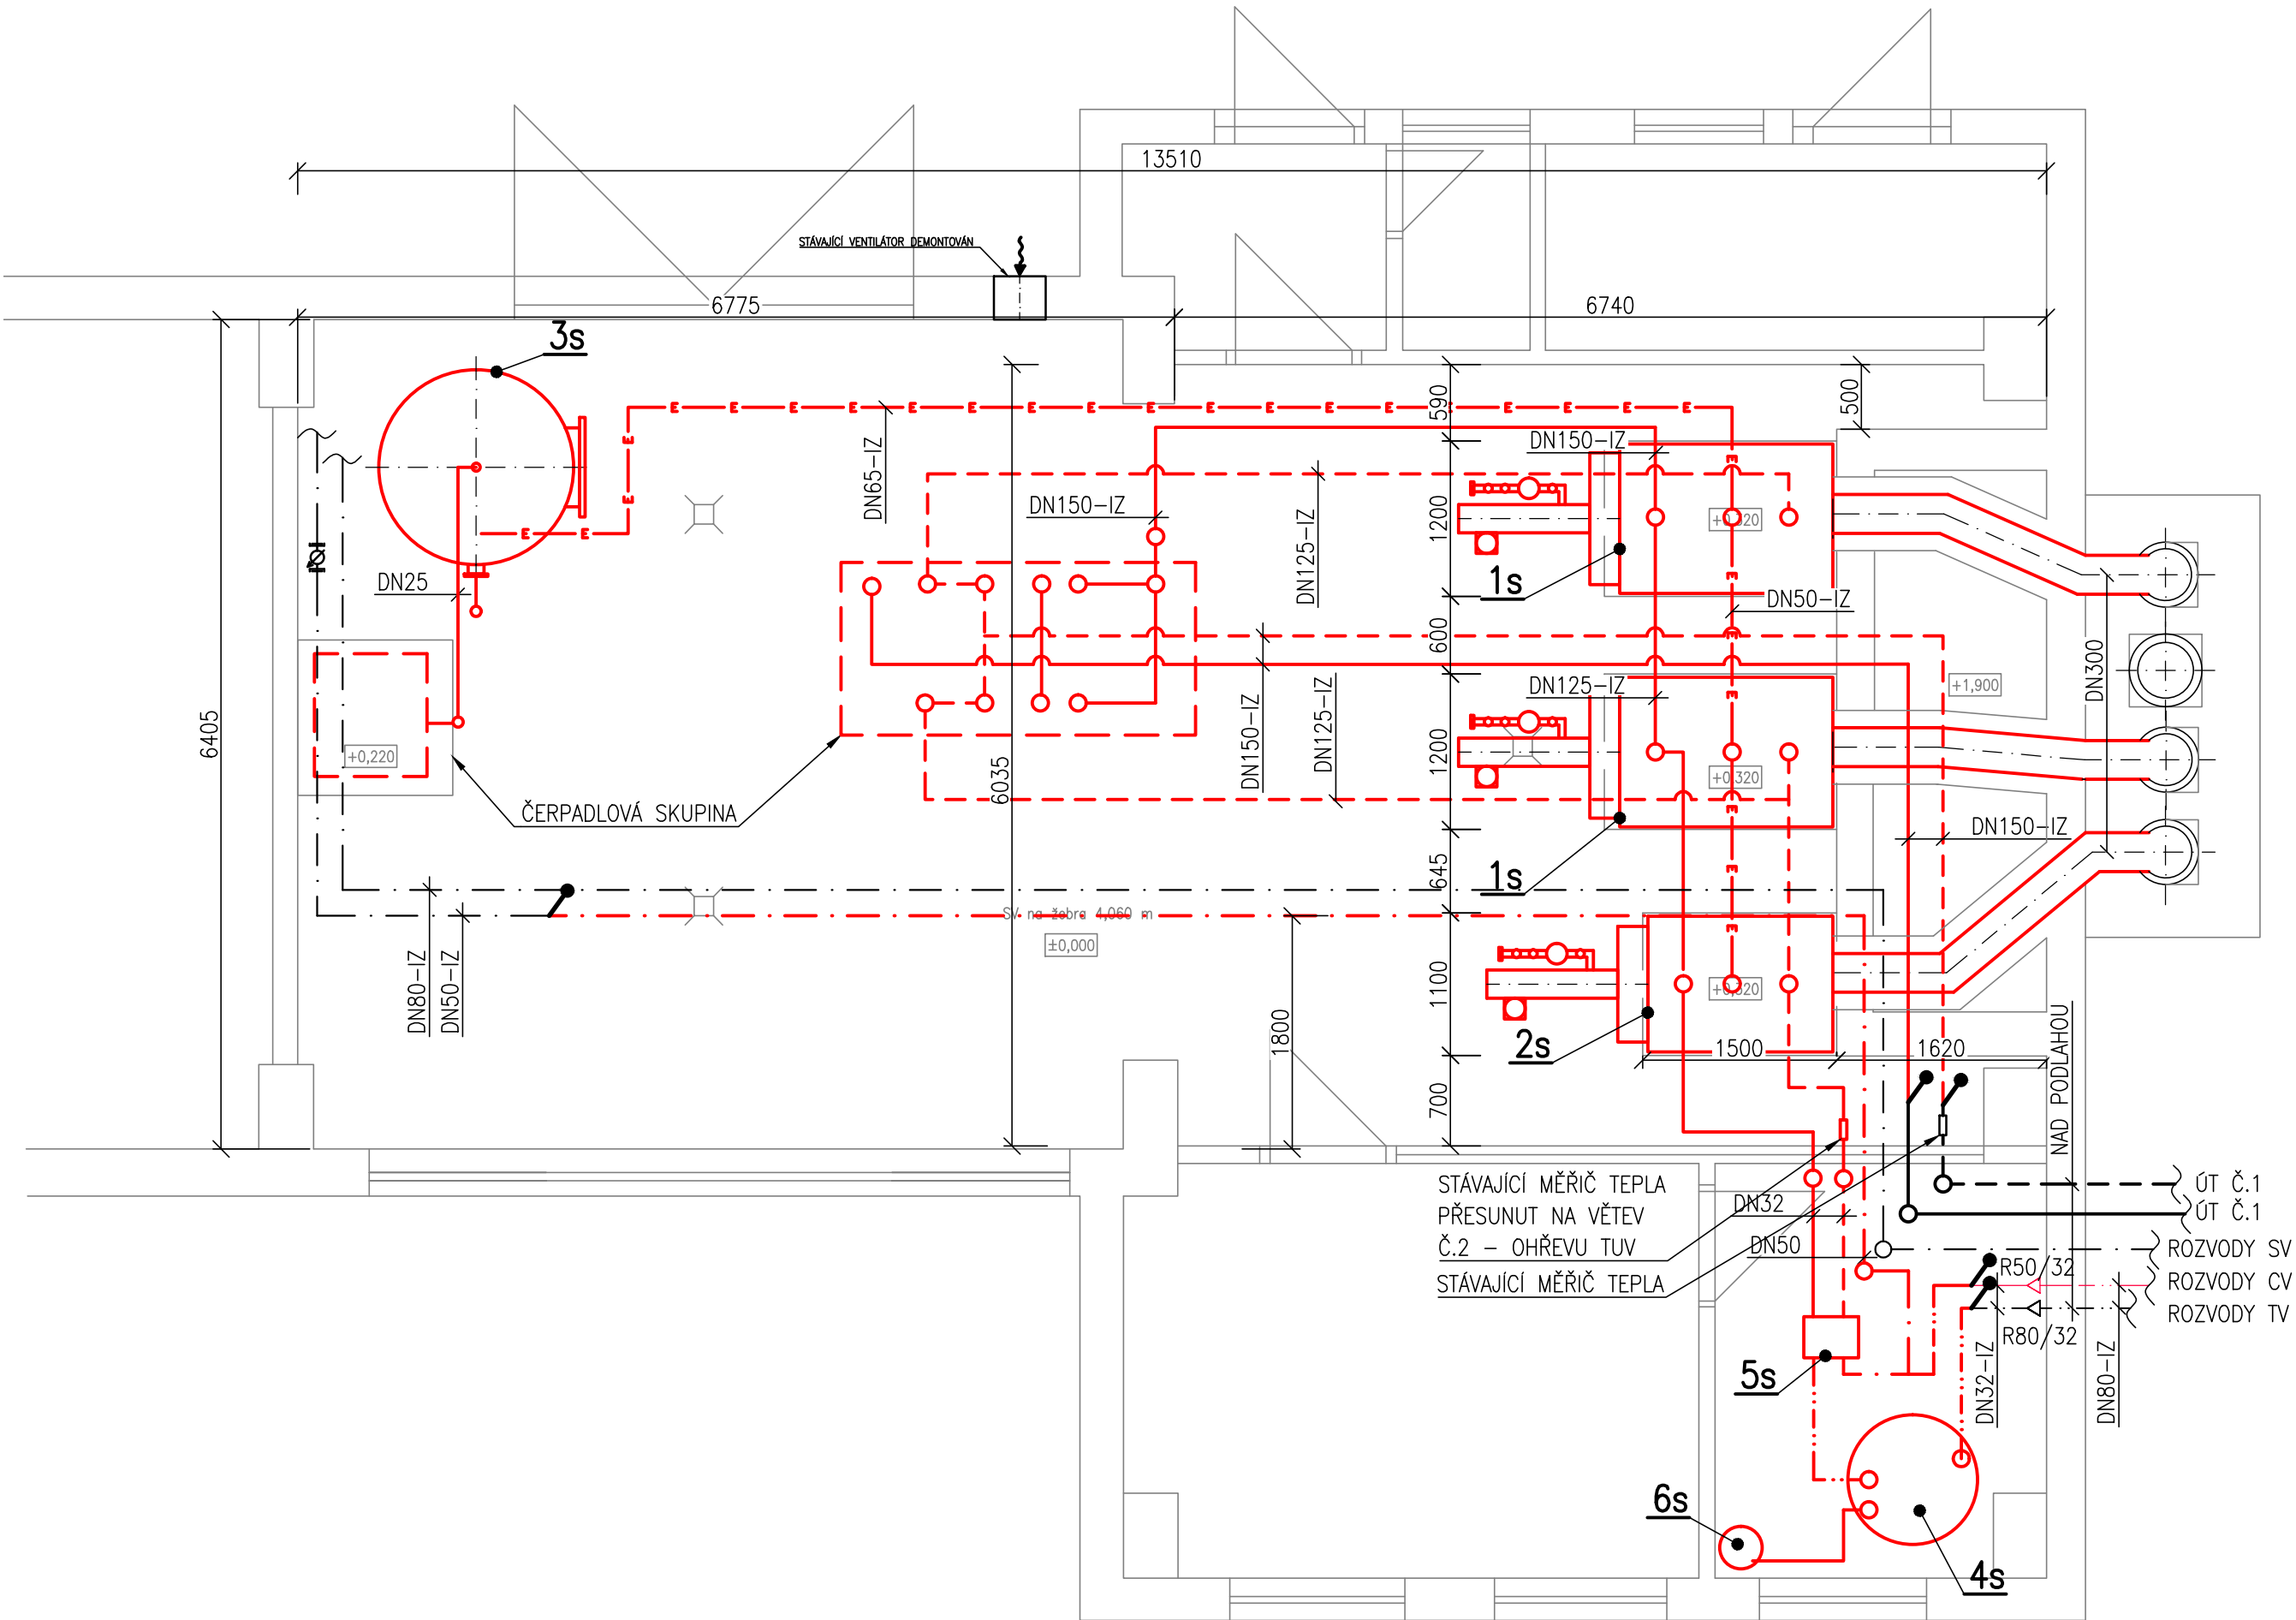 13510
STÁVAJÍCÍ VENTILÁTOR DEMONTOVÁN
6775
6740
3s
590
500
DN65-IZ
DN150-IZ
DN150-IZ
DN125-IZ
1200
+0,320
1s
DN25
DN50-IZ
600
DN300
+1,900
DN125-IZ
DN150-IZ
DN125-IZ
6405
+0,220
6035
1200
+0,320
ČERPADLOVÁ SKUPINA
DN150-IZ
645
1s
SV na žebra 4,060 m
±0,000
DN80-IZ
DN50-IZ
1100
+0,320
1800
2s
1500
1620
700
NAD PODLAHOU
STÁVAJÍCÍ MĚŘIČ TEPLA
PŘESUNUT NA VĚTEV
Č.2 - OHŘEVU TUV
STÁVAJÍCÍ MĚŘIČ TEPLA
DN32
DN50
ÚT Č.1
ÚT Č.1
ROZVODY SV
R50/32
ROZVODY CV
ROZVODY TV
R80/32
DN32-IZ
DN80-IZ
5s
6s
4s